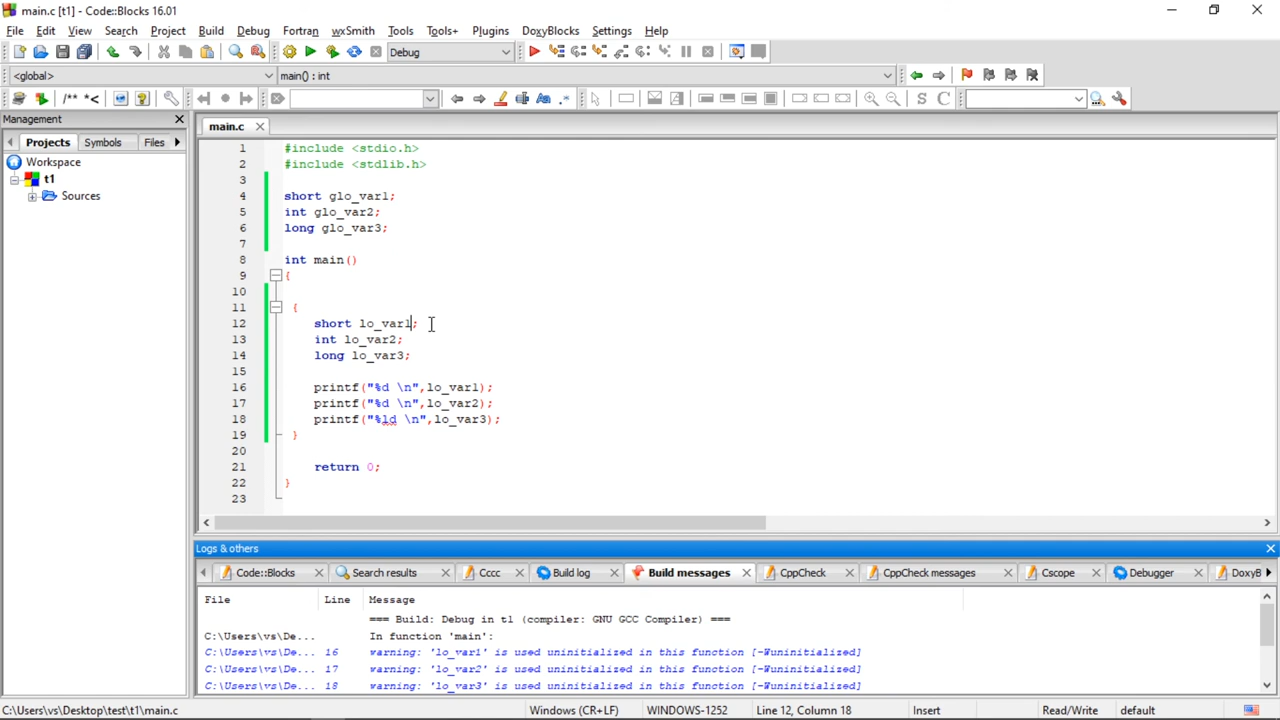 main.c [t1] - Code::Blocks 16.01
File Edit View Search Project Build Debug Fortran wxSmith Tools Tools+ Plugins DoxyBlocks Settings Help
Debug
<global> main() : int
/** *< S C
Management
Projects Symbols Files
Workspace
t1
Sources
main.c
1 #include <stdio.h>
2 #include <stdlib.h>
3
4 short glo_var1;
5 int glo_var2;
6 long glo_var3;
7
8 int main()
9 {
10
11 {
12 short lo_var1;
13 int lo_var2;
14 long lo_var3;
15
16 printf("%d \n",lo_var1);
17 printf("%d \n",lo_var2);
18 printf("%ld \n",lo_var3);
19 }
20
21 return 0;
22 }
23
Logs & others
Code::Blocks Search results Cccc Build log Build messages CppCheck CppCheck messages Cscope Debugger DoxyB
File Line Message
=== Build: Debug in t1 (compiler: GNU GCC Compiler) ===
C:\Users\vs\De... In function 'main':
C:\Users\vs\De... 16 warning: 'lo_var1' is used uninitialized in this function [-Wuninitialized]
C:\Users\vs\De... 17 warning: 'lo_var2' is used uninitialized in this function [-Wuninitialized]
C:\Users\vs\De... 18 warning: 'lo_var3' is used uninitialized in this function [-Wuninitialized]
C:\Users\vs\Desktop\test\t1\main.c Windows (CR+LF) WINDOWS-1252 Line 12, Column 18 Insert Read/Write default